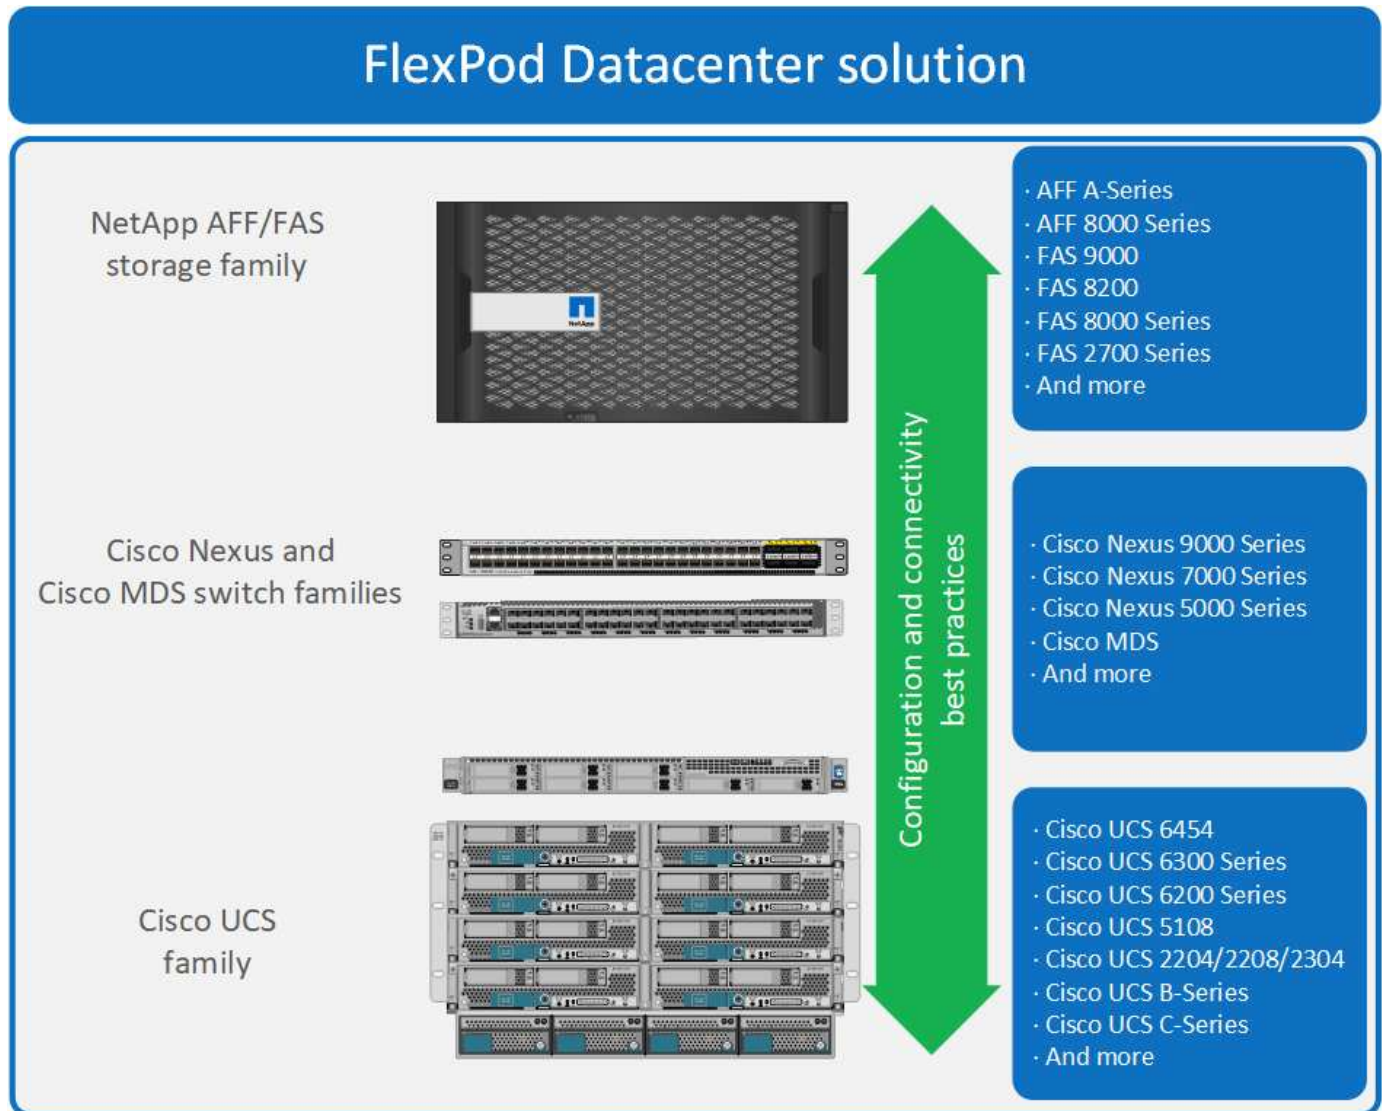 FlexPod Datacenter solution
NetApp AFF/FAS
storage family
NetApp
· AFF A-Series
· AFF 8000 Series
· FAS 9000
· FAS 8200
· FAS 8000 Series
· FAS 2700 Series
· And more
Configuration and connectivity
best practices
Cisco Nexus and
Cisco MDS switch families
· Cisco Nexus 9000 Series
· Cisco Nexus 7000 Series
· Cisco Nexus 5000 Series
· Cisco MDS
· And more
Cisco UCS
family
· Cisco UCS 6454
· Cisco UCS 6300 Series
· Cisco UCS 6200 Series
· Cisco UCS 5108
· Cisco UCS 2204/2208/2304
· Cisco UCS B-Series
· Cisco UCS C-Series
· And more